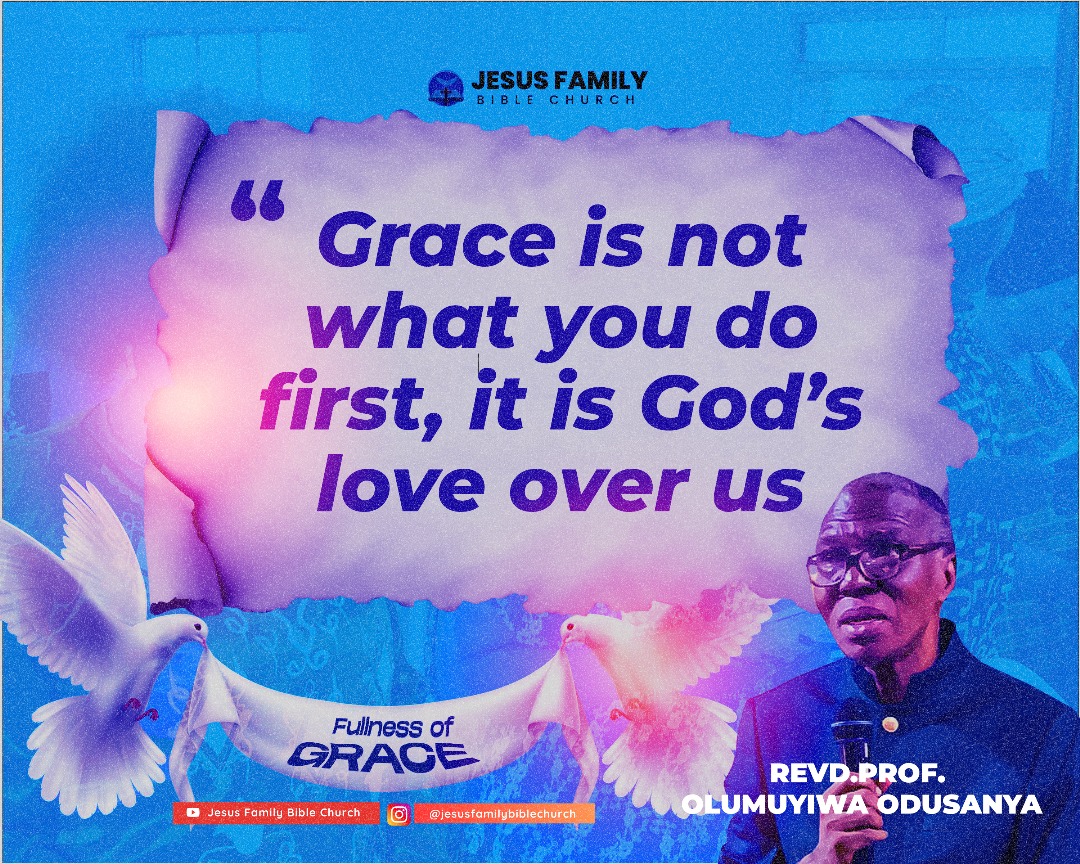 JESUS FAMILY
BIBLE CHURCH
“ Grace is not
what you do
first, it is God’s
love over us
Fullness of
GRACE
REVD.PROF.
OLUMUYIWA ODUSANYA
Jesus Family Bible Church
@jesusfamilybiblechurch